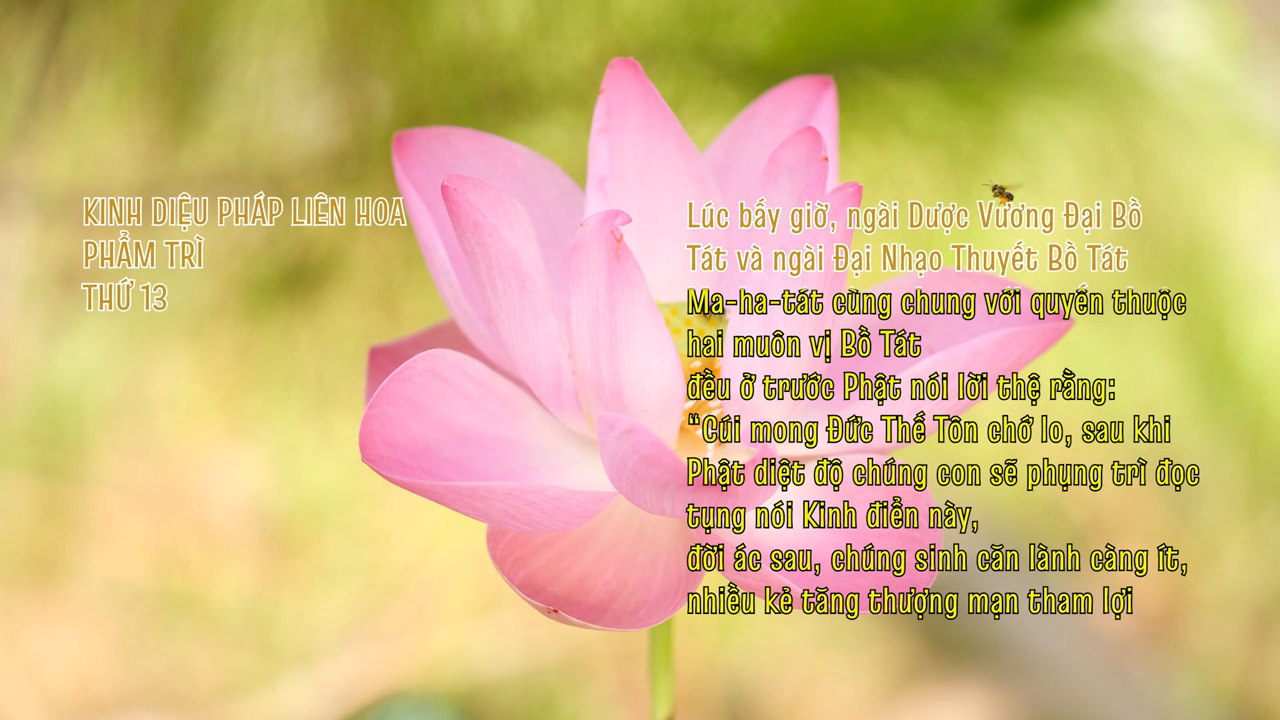 KINH DIỆU PHÁP LIÊN HOA
PHẨM TRÌ
THỨ 13
Lúc bấy giờ, ngài Dược Vương Đại Bồ
Tát và ngài Đại Nhạo Thuyết Bồ Tát
Ma-ha-tát cùng chung với quyến thuộc
hai muôn vị Bồ Tát
đều ở trước Phật nói lời thệ rằng:
“Cúi mong Đức Thế Tôn chớ lo, sau khi
Phật diệt độ chúng con sẽ phụng trì đọc
tụng nói Kinh điển này,
đời ác sau, chúng sinh căn lành càng ít,
nhiều kẻ tăng thượng mạn tham lợi